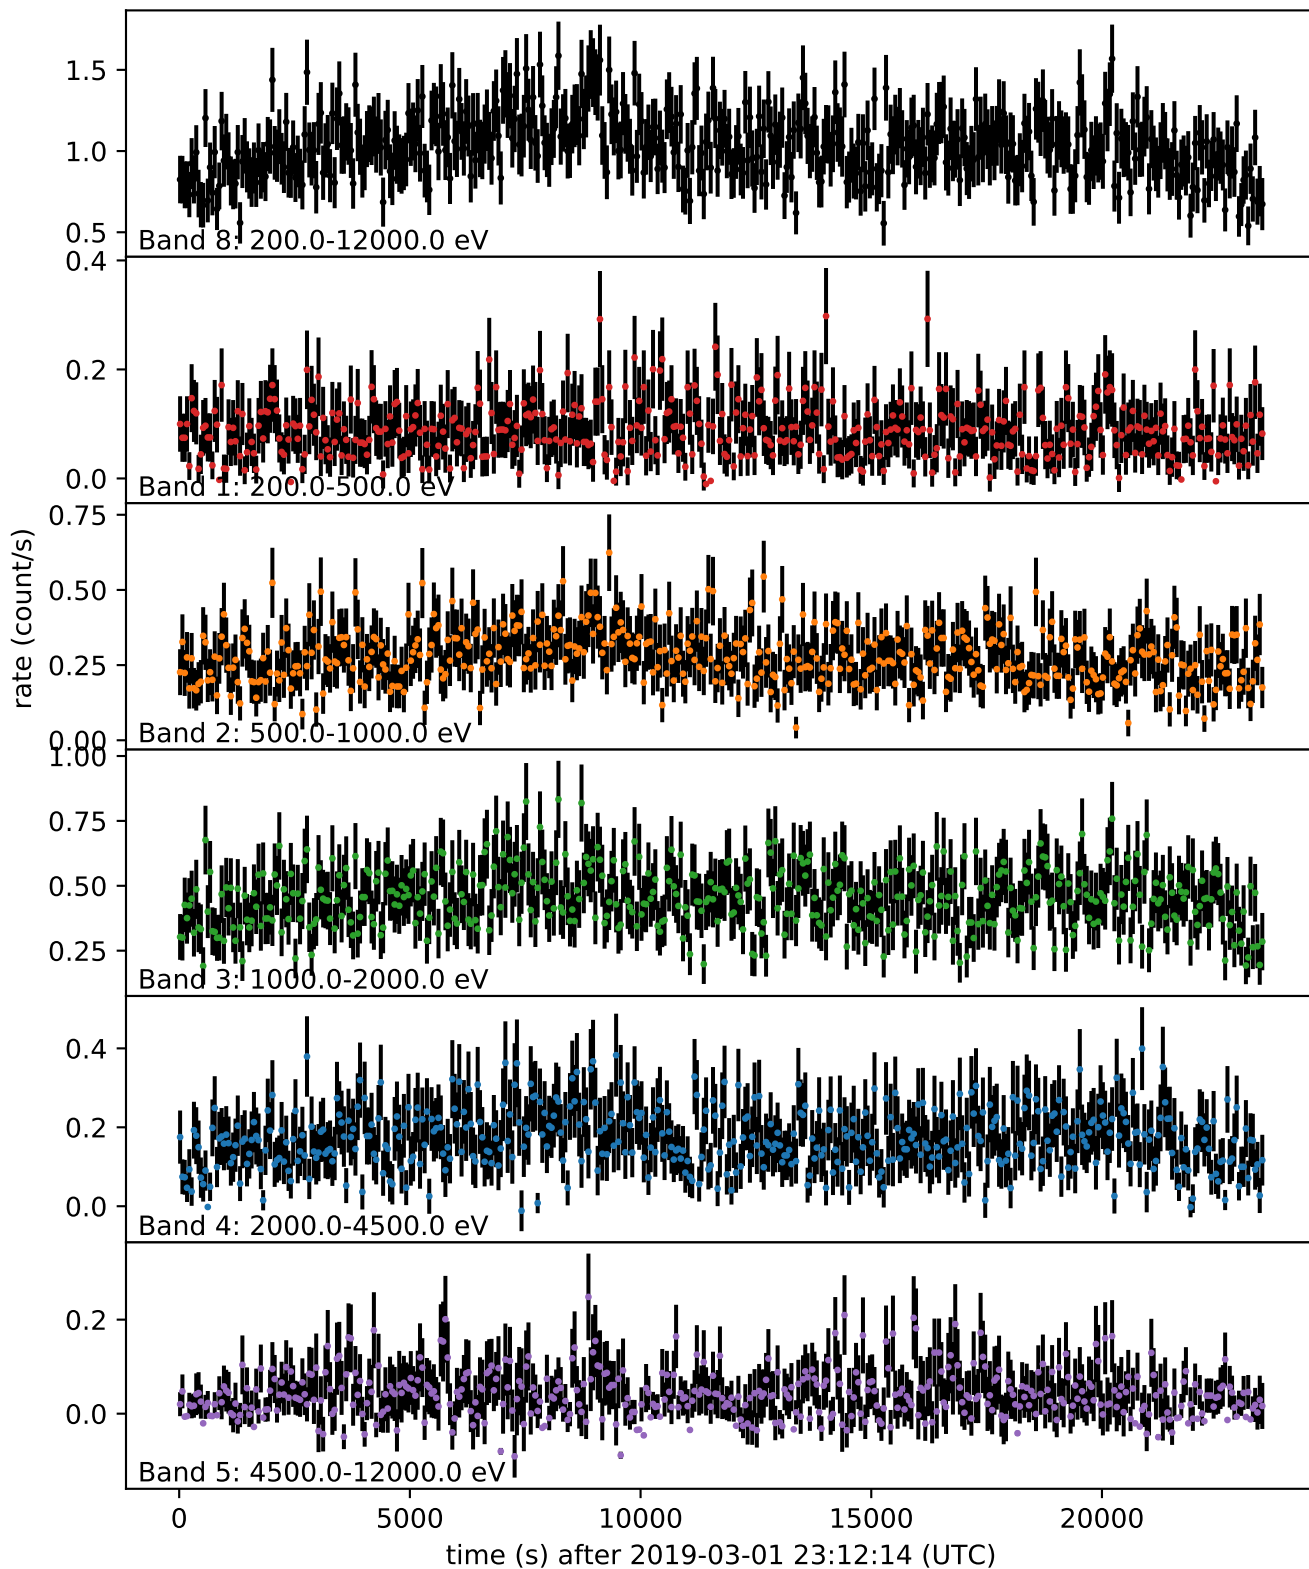 1.5
1.0
0.5
Band 8: 200.0-12000.0 eV
0.4
0.2
0.0
Band 1: 200.0-500.0 eV
0.75
0.50
0.25
0.00
Band 2: 500.0-1000.0 eV
rate (count/s)
1.00
0.75
0.50
0.25
Band 3: 1000.0-2000.0 eV
0.4
0.2
0.0
Band 4: 2000.0-4500.0 eV
0.2
0.0
Band 5: 4500.0-12000.0 eV
0 5000 10000 15000 20000
time (s) after 2019-03-01 23:12:14 (UTC)